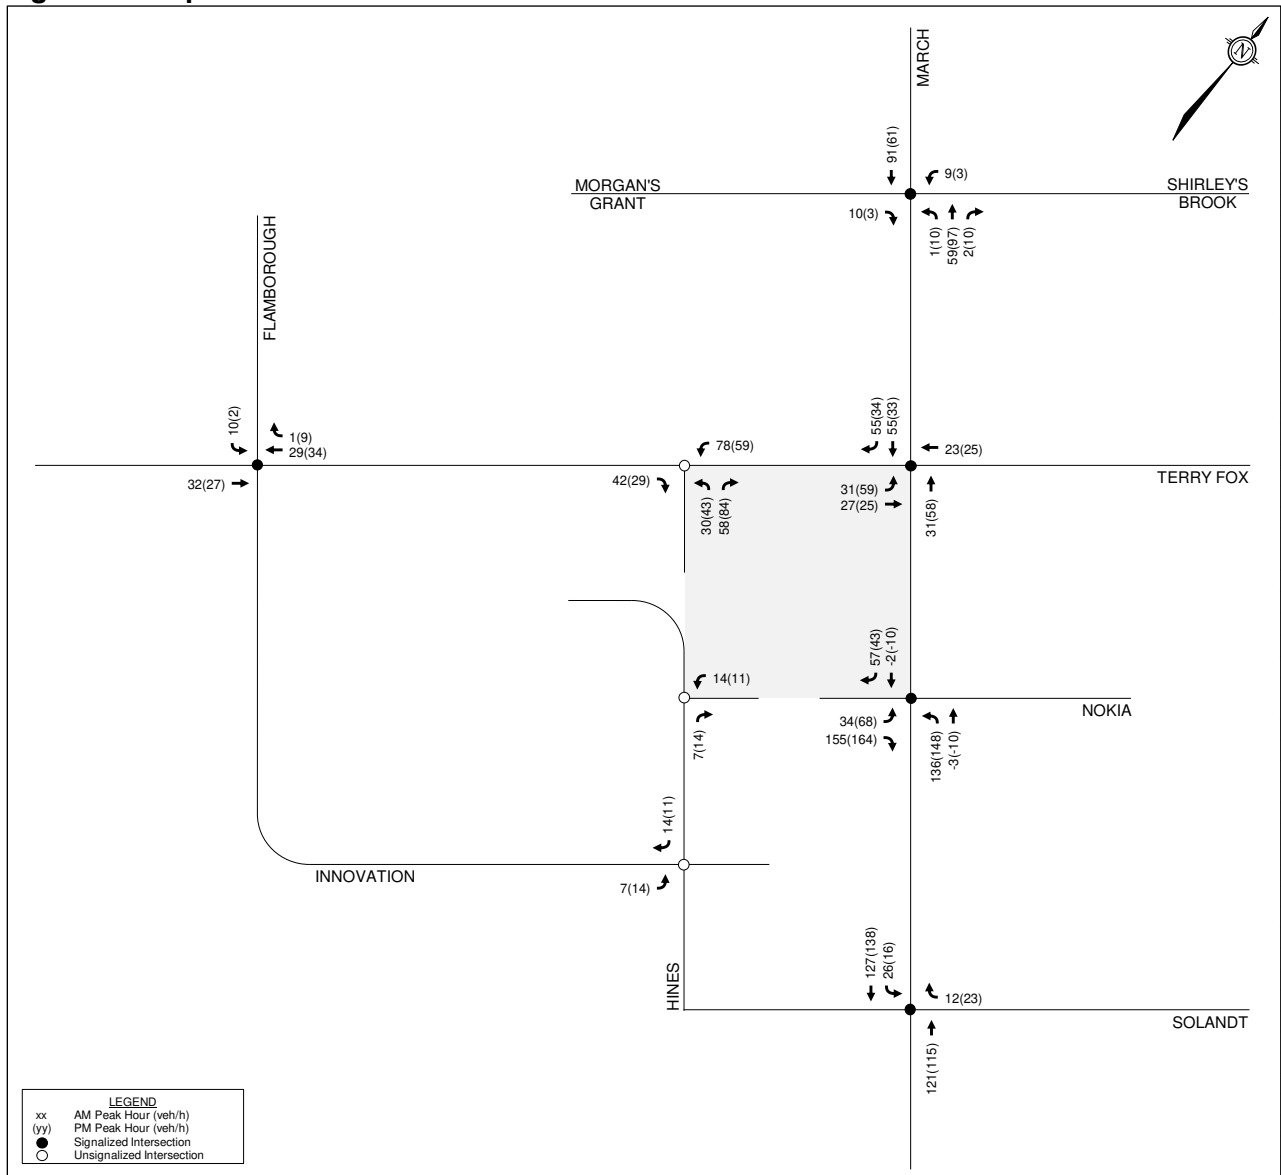 MARCH
N
91(61)
9(3)
MORGAN'S
GRANT
SHIRLEY'S
BROOK
10(3)
1(10)
59(97)
2(10)
FLAMBOROUGH
10(2)
1(9)
29(34)
32(27)
78(59)
42(29)
30(43)
58(84)
55(34)
55(33)
23(25)
TERRY FOX
31(59)
27(25)
31(58)
57(43)
-2(-10)
14(11)
7(14)
NOKIA
34(68)
155(164)
136(148)
-3(-10)
14(11)
INNOVATION
7(14)
HINES
127(138)
26(16)
12(23)
SOLANDT
121(115)
LEGEND
xx AM Peak Hour (veh/h)
(yy) PM Peak Hour (veh/h)
Signalized Intersection
Unsignalized Intersection